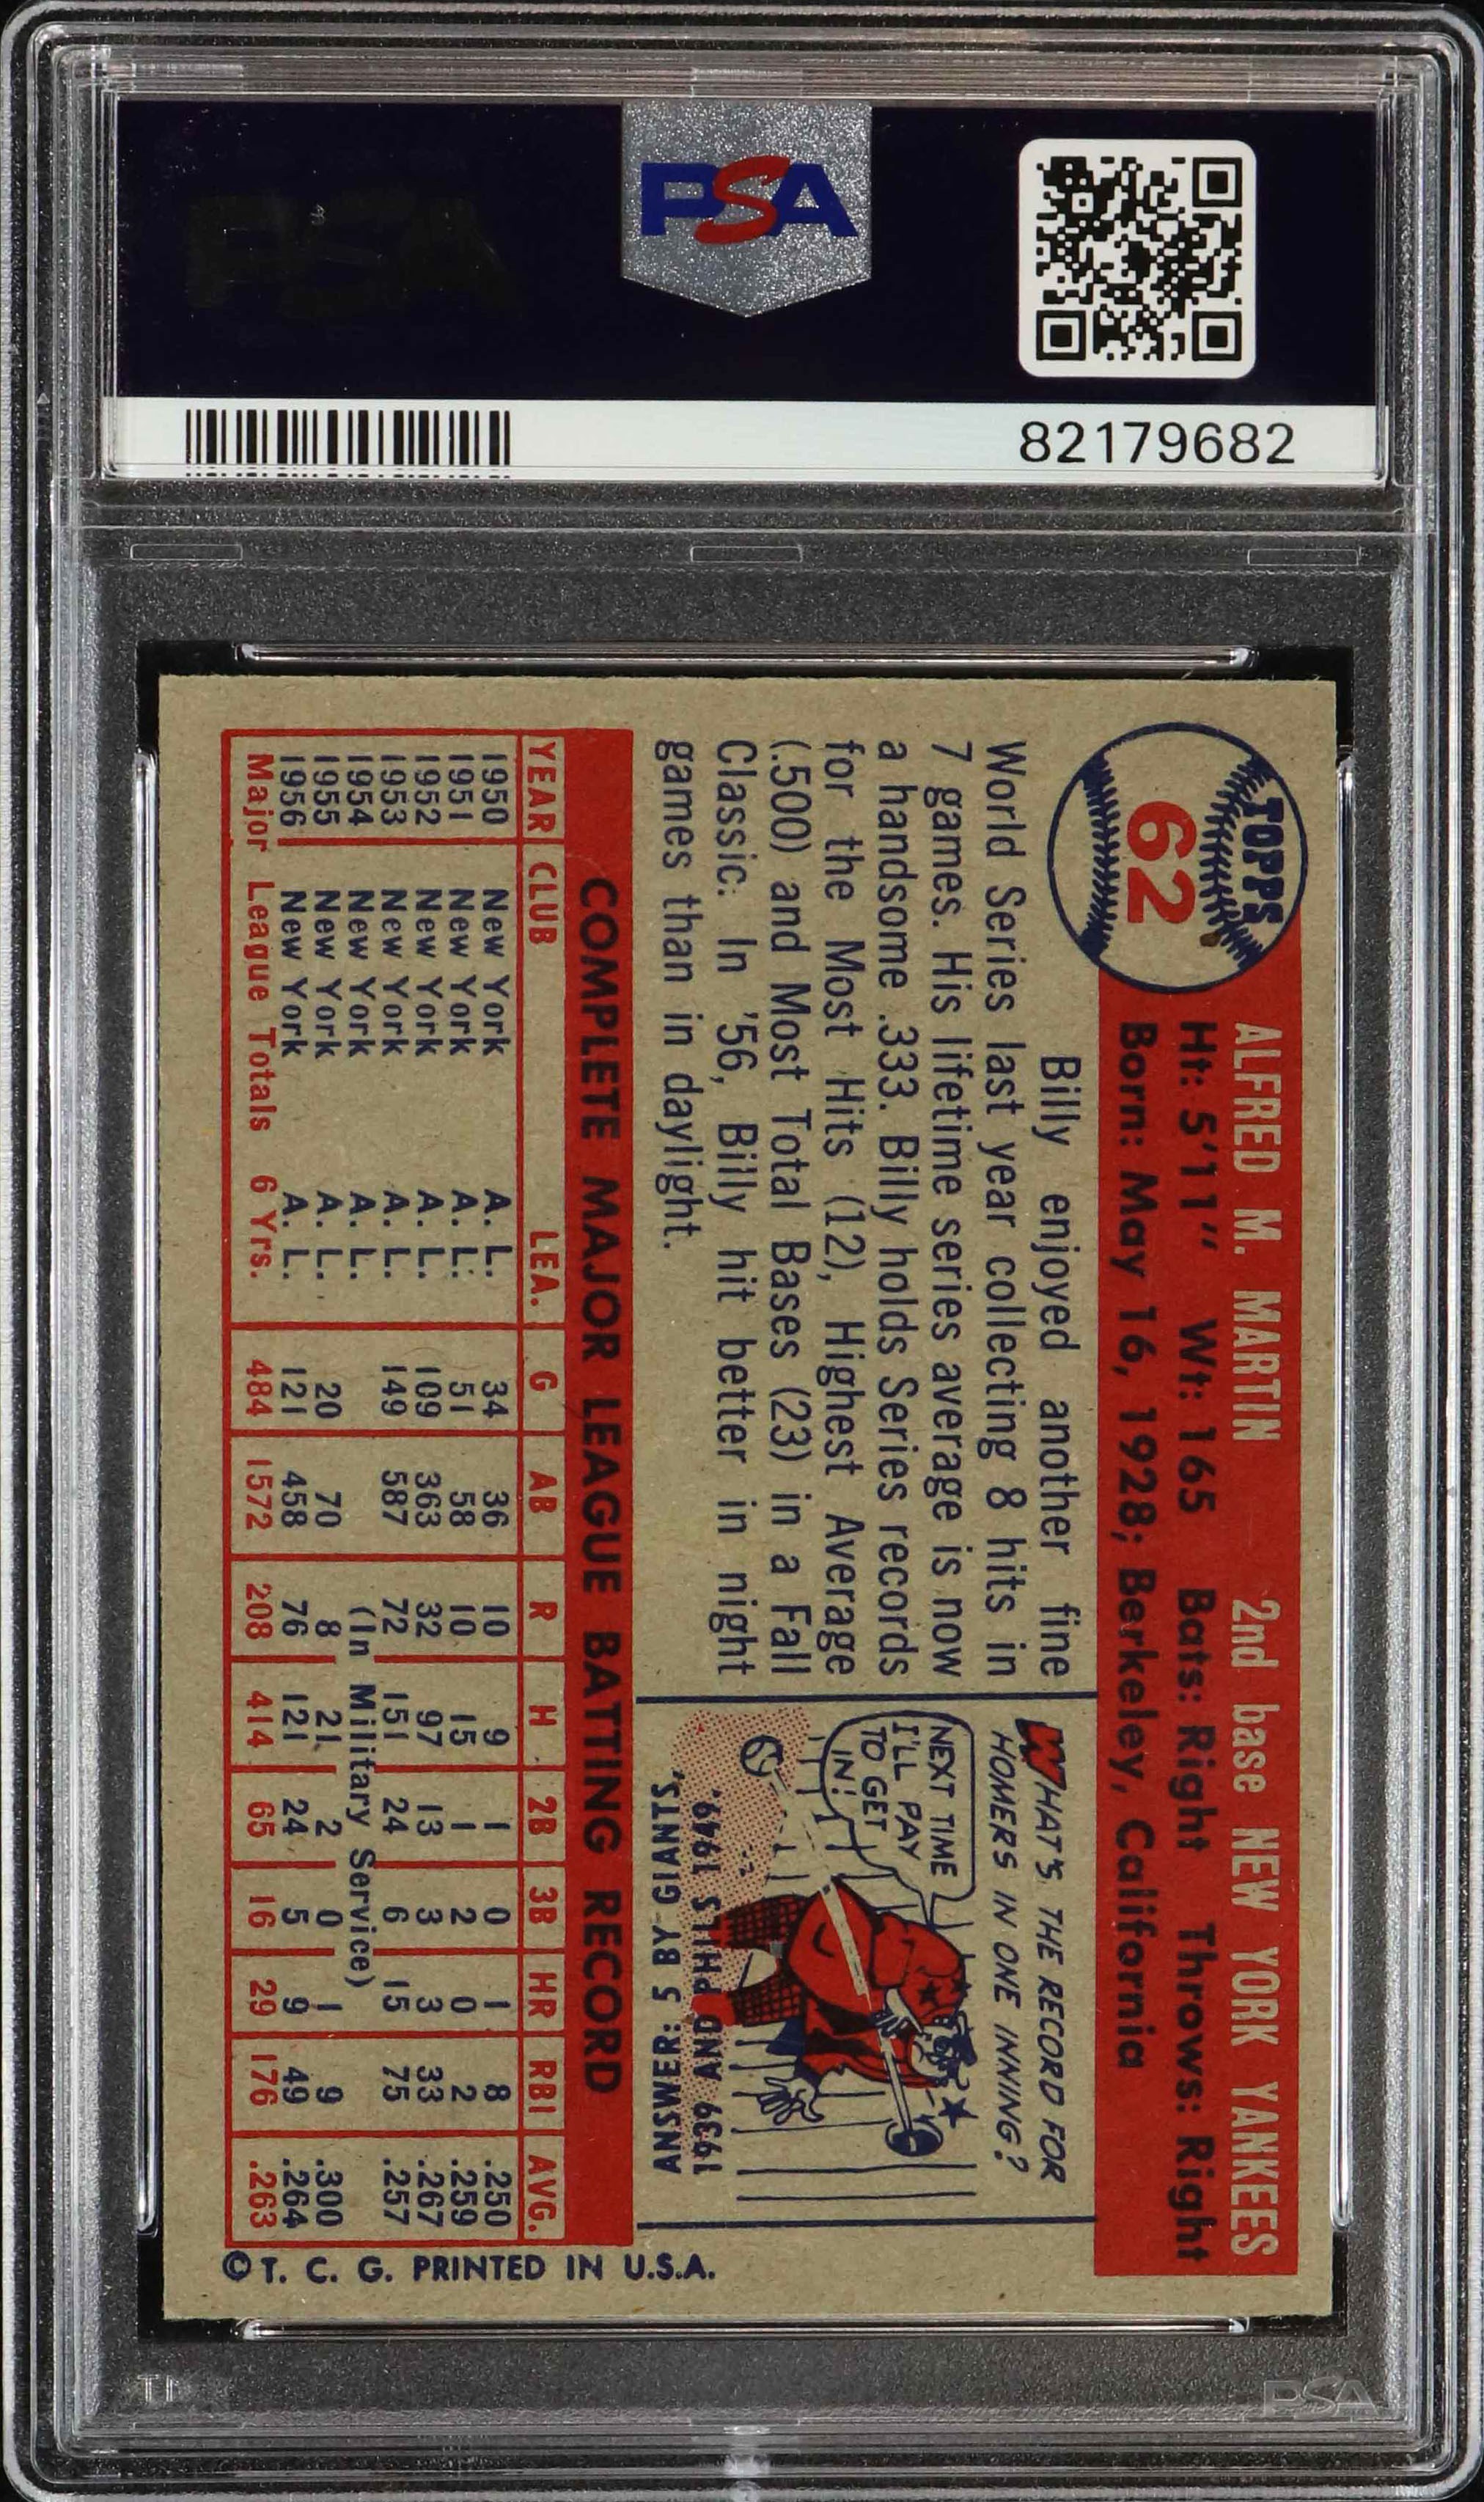 PSA
82179682
TOPPS
62
ALFRED M. MARTIN 2nd base NEW YORK YANKEES
Ht: 5'11" Wt: 165 Bats: Right Throws: Right
Born: May 16, 1928; Berkeley, California
Billy enjoyed another fine
World Series last year collecting 8 hits in
7 games. His lifetime series average is now
a handsome .333. Billy holds Series records
for the Most Hits (12), Highest Average
(.500) and Most Total Bases (23) in a Fall
Classic. In '56, Billy hit better in night
games than in daylight.
WHAT'S THE RECORD FOR
HOMERS IN ONE INNING?
NEXT TIME
I'LL PAY
TO GET
IN!
ANSWER: 5 BY GIANTS,
1939 AND PHILS 1949.
COMPLETE MAJOR LEAGUE BATTING RECORD
YEAR CLUB LEA. G AB R H 2B 3B HR RBI AVG.
1950 New York A. L. 34 36 10 9 1 0 1 8 .250
1951 New York A. L. 51 58 10 15 1 2 0 2 .259
1952 New York A. L. 109 363 32 97 13 3 3 33 .267
1953 New York A. L. 149 587 72 151 24 6 15 75 .257
1954 New York A. L. (In Military Service)
1955 New York A. L. 20 70 8 21 2 0 1 9 .300
1956 New York A. L. 121 458 76 121 24 5 9 49 .264
Major League Totals 6 Yrs. 484 1572 208 414 65 16 29 176 .263
©T. C. G. PRINTED IN U.S.A.
PSA